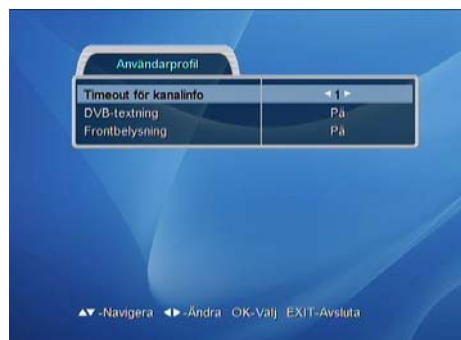 Användarprofil
Timeout för kanalinfo ◄1►
DVB-textning På
Frontbelysning På
▲▼-Navigera ◄►-Ändra OK-Välj EXIT-Avsluta